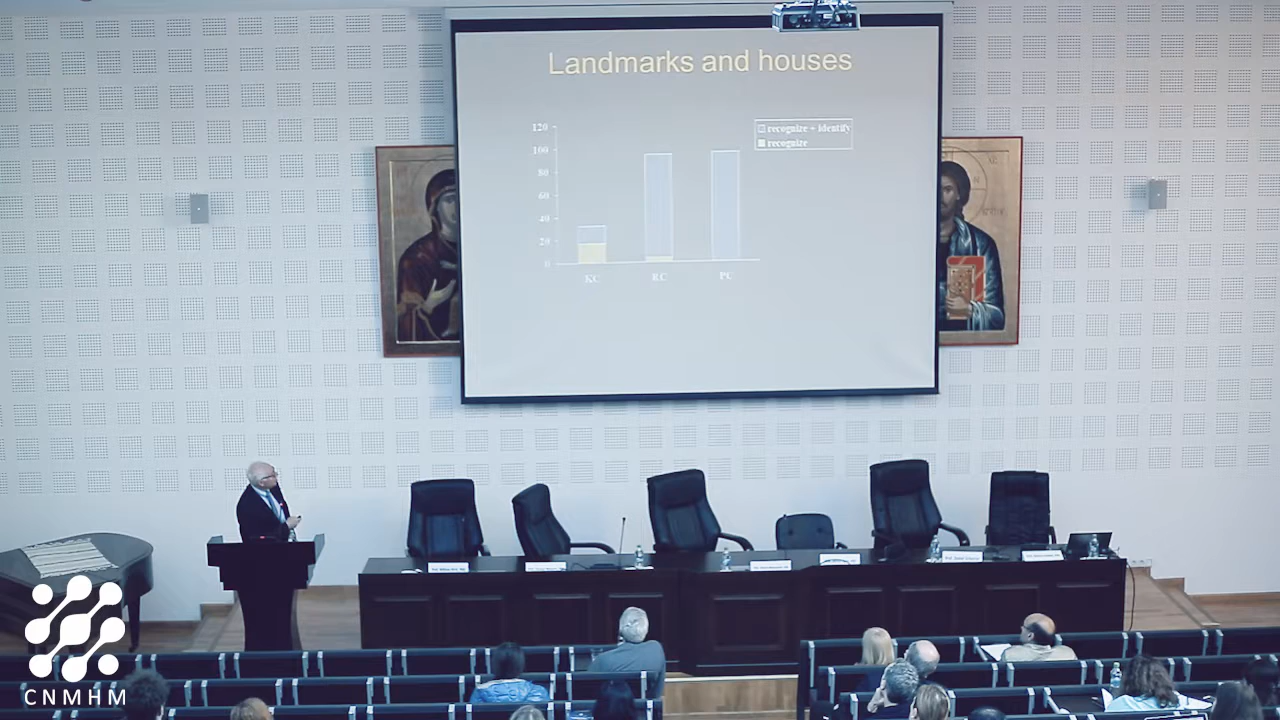 Landmarks and houses
120
100
80
60
40
20
0
recognize + identify
recognize
KC
RC
PC
CNMHM